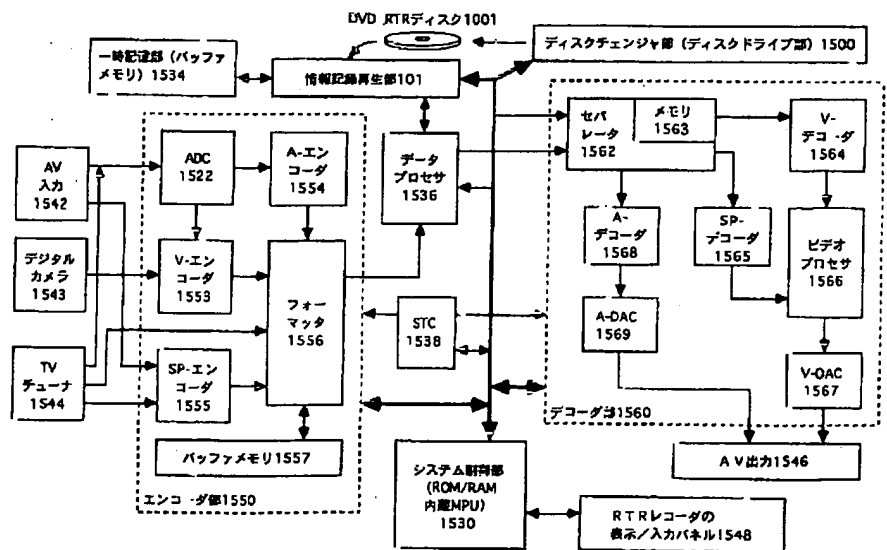 DVD_RTRディスク1001
一時記憶部(バッファ
メモリ)1534
情報記録再生部101
ディスクチェンジャ部(ディスクドライブ部)1500
AV
入力
1542
デジタル
カメラ
1543
TV
チューナ
1544
ADC
1522
A-エン
コーダ
1554
V-エン
コーダ
1553
SP-エン
コーダ
1555
フォー
マッタ
1556
バッファメモリ1557
エンコーダ部1550
データ
プロセサ
1536
STC
1538
システム制御部
(ROM/RAM
内蔵MPU)
1530
セパ
レータ
1562
メモリ
1563
V-
デコーダ
1564
A-
デコーダ
1568
SP-
デコーダ
1565
ビデオ
プロセサ
1566
A-DAC
1569
V-DAC
1567
デコーダ部1560
AV出力1546
RTRレコーダの
表示/入力パネル1548